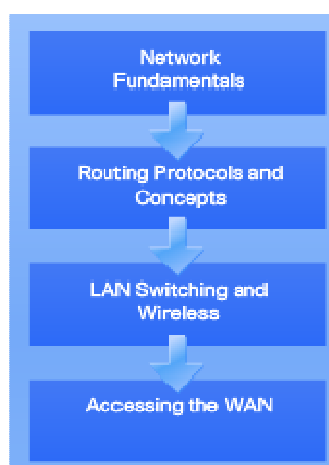 Network
Fundamentals
Routing Protocols and
Concepts
LAN Switching and
Wireless
Accessing the WAN